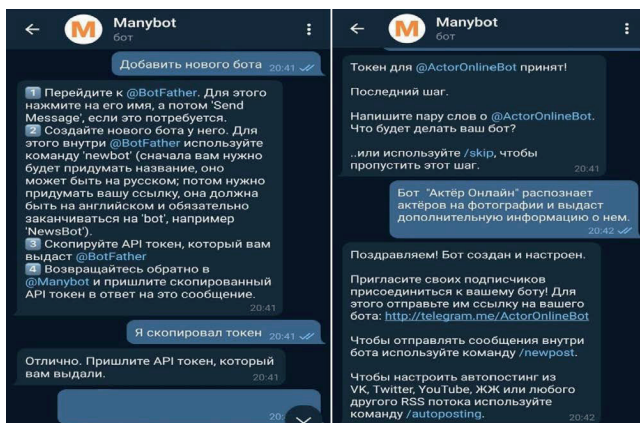 Manybot
бот
Добавить нового бота 20:41
1 Перейдите к @BotFather. Для этого
нажмите на его имя, а потом 'Send
Message', если это потребуется.
2 Создайте нового бота у него. Для
этого внутри @BotFather используйте
команду 'newbot' (сначала вам нужно
будет придумать название, оно
может быть на русском; потом нужно
придумать вашу ссылку, она должна
быть на английском и обязательно
заканчиваться на 'bot', например
'NewsBot').
3 Скопируйте API токен, который вам
выдаст @BotFather
4 Возвращайтесь обратно в
@Manybot и пришлите скопированный
API токен в ответ на это сообщение.
20:41
Я скопировал токен 20:41
Отлично. Пришлите API токен, который
вам выдали. 20:41
20:
Manybot
бот
Токен для @ActorOnlineBot принят!
Последний шаг.
Напишите пару слов о @ActorOnlineBot.
Что будет делать ваш бот?
..или используйте /skip, чтобы
пропустить этот шаг. 20:41
Бот "Актёр Онлайн" распознает
актёров на фотографии и выдаст
дополнительную информацию о нем.
20:42
Поздравляем! Бот создан и настроен.
Пригласите своих подписчиков
присоединиться к вашему боту! Для
этого отправьте им ссылку на вашего
бота: http://telegram.me/ActorOnlineBot
Чтобы отправлять сообщения внутри
бота используйте команду /newpost.
Чтобы настроить автопостинг из
VK, Twitter, YouTube, ЖЖ или любого
другого RSS потока используйте
команду /autoposting. 20:42